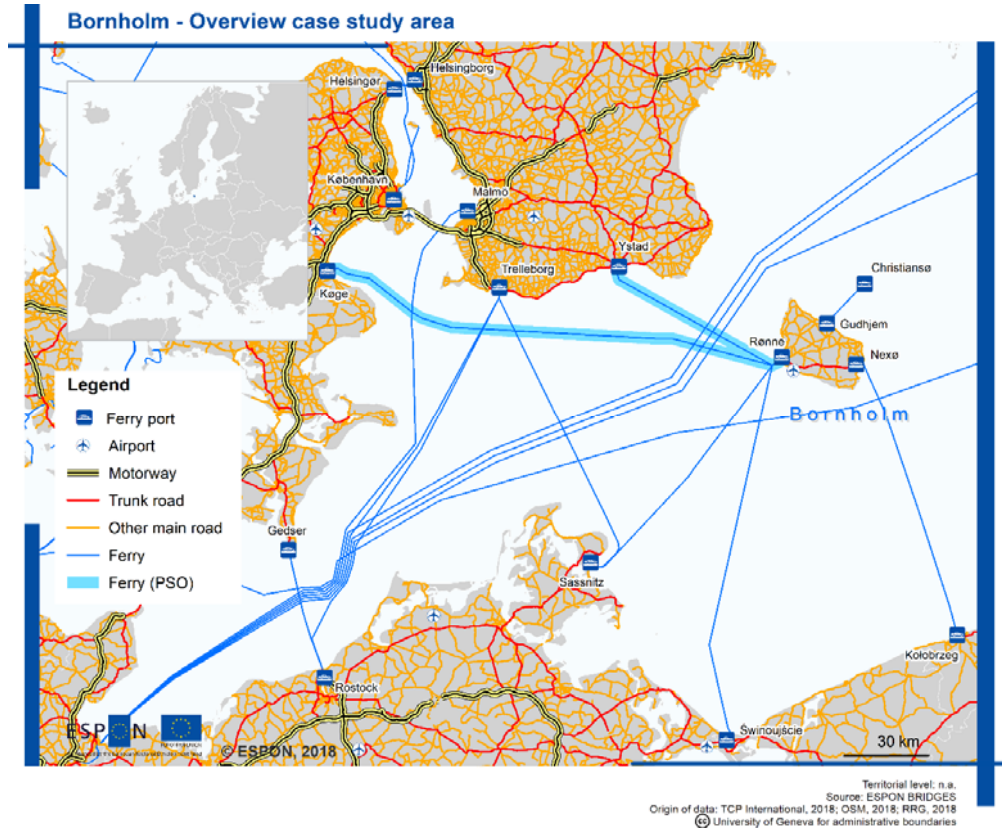 Bornholm - Overview case study area
Helsingør
Helsingborg
København
Malmö
Ystad
Trelleborg
Køge
Christiansø
Gudhjem
Rønne
Nexø
Bornholm
Legend
Ferry port
Airport
Motorway
Trunk road
Other main road
Ferry
Ferry (PSO)
Gedser
Sassnitz
Rostock
Kołobrzeg
Świnoujście
ESPON
© ESPON, 2018
30 km
Territorial level: n.a.
Source: ESPON BRIDGES
Origin of data: TCP International, 2018; OSM, 2018; RRG, 2018
cc University of Geneva for administrative boundaries